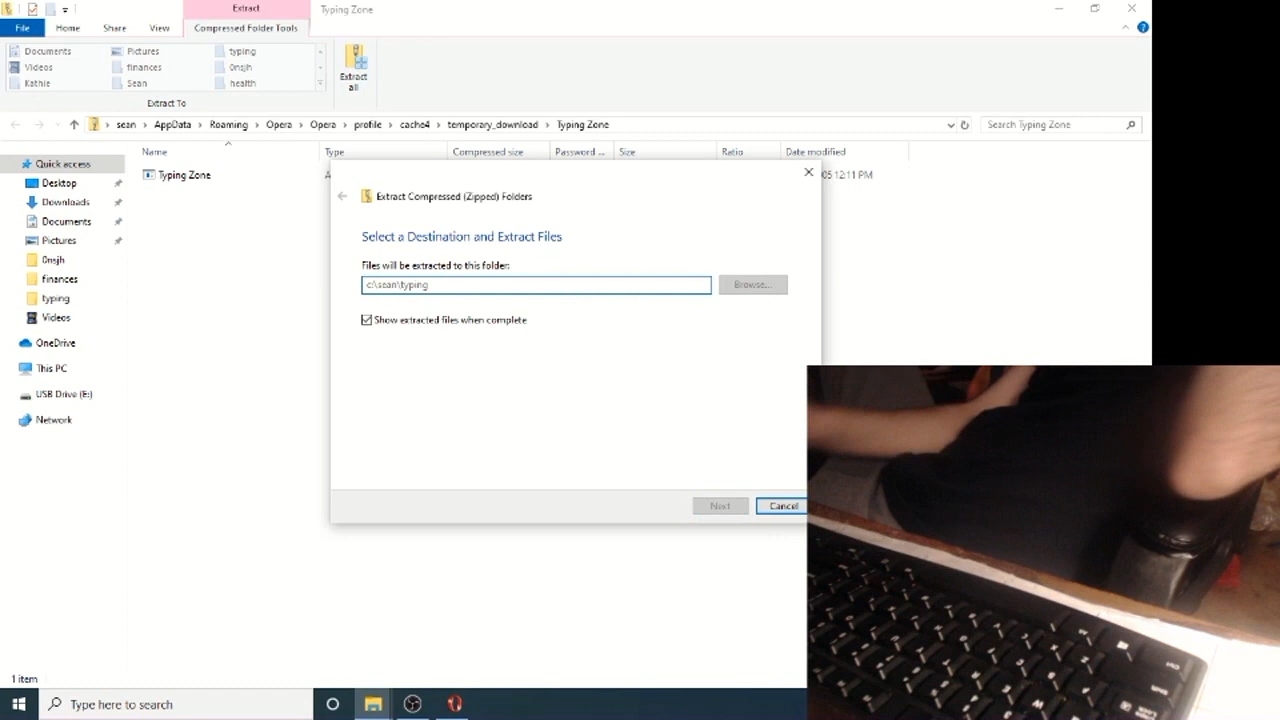 Extract
Typing Zone
File
Home
Share
View
Compressed Folder Tools
Documents
Pictures
typing
Videos
finances
0nsjh
Kathie
Sean
health
Extract all
Extract To
sean › AppData › Roaming › Opera › Opera › profile › cache4 › temporary_download › Typing Zone
Search Typing Zone
Name
Type
Compressed size
Password ...
Size
Ratio
Date modified
Typing Zone
A
05 12:11 PM
Quick access
Desktop
Downloads
Documents
Pictures
0nsjh
finances
typing
Videos
OneDrive
This PC
USB Drive (E:)
Network
Extract Compressed (Zipped) Folders
Select a Destination and Extract Files
Files will be extracted to this folder:
c:\sean\typing
Browse...
Show extracted files when complete
Next
Cancel
1 item
Type here to search